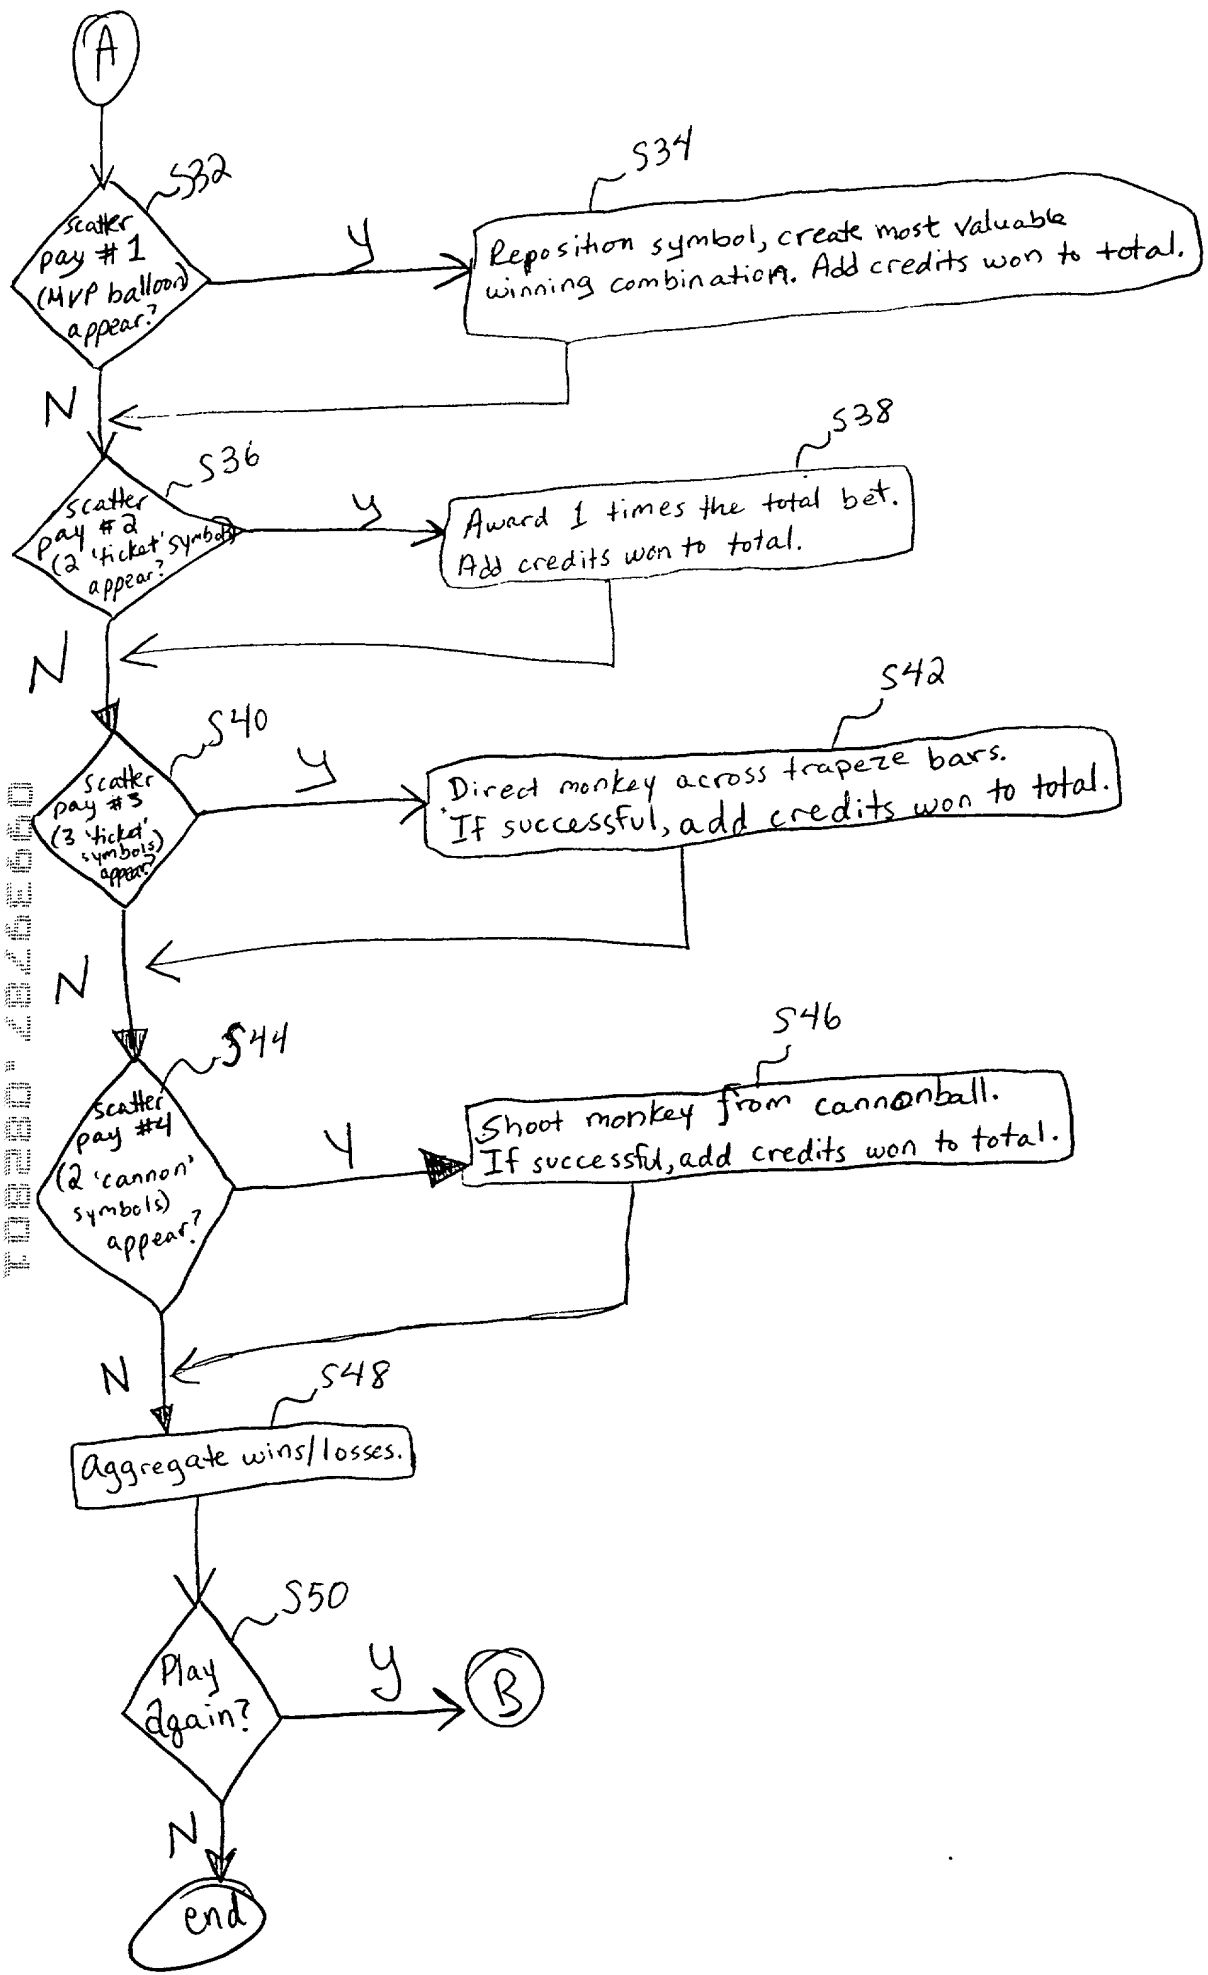 A
S32
scatter
pay # 1
(MVP balloon)
appear?
Y
S34
Reposition symbol, create most valuable
winning combination. Add credits won to total.
N
S36
scatter
pay #2
(2 'ticket' symbols)
appear?
y
S38
Award 1 times the total bet.
Add credits won to total.
N
S40
scatter
pay #3
(3 'ticket'
symbols)
appear?
y
S42
Direct monkey across trapeze bars.
If successful, add credits won to total.
N
S44
scatter
pay #4
(2 'cannon'
symbols)
appear?
Y
S46
Shoot monkey from cannonball.
If successful, add credits won to total.
N
S48
Aggregate wins/losses.
S50
Play
again?
y
B
N
end